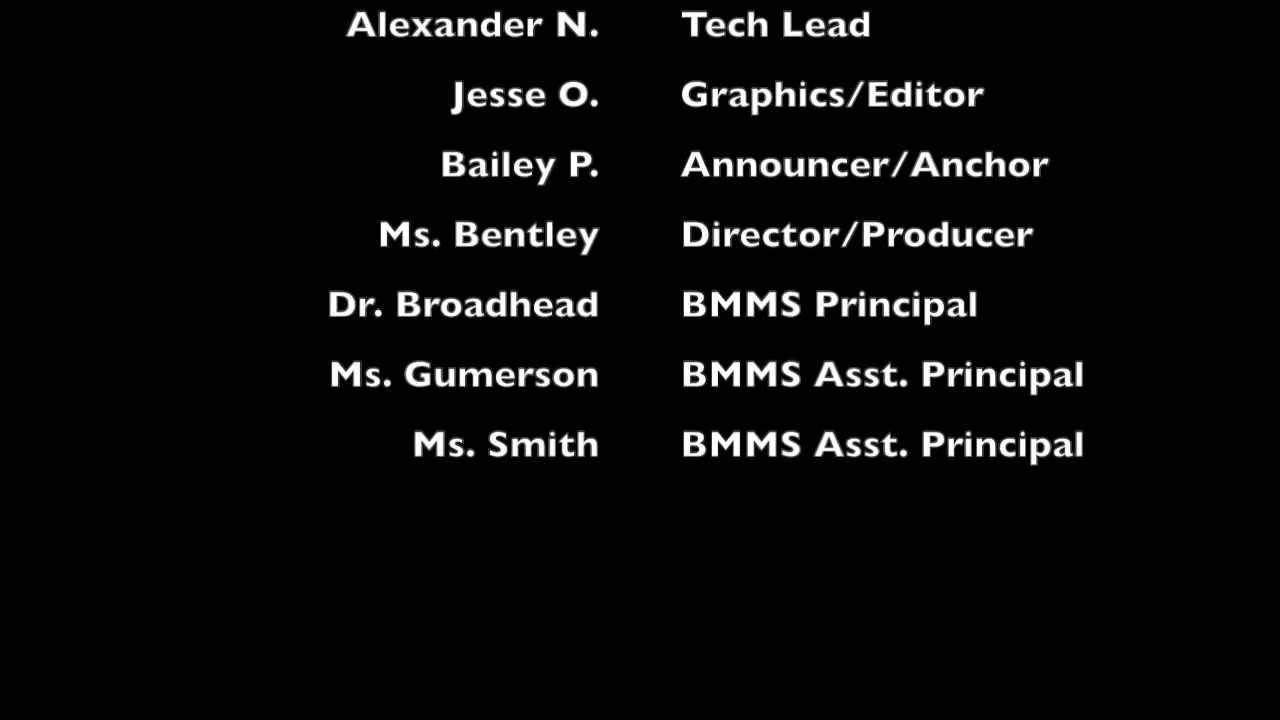 Alexander N. Tech Lead
Jesse O. Graphics/Editor
Bailey P. Announcer/Anchor
Ms. Bentley Director/Producer
Dr. Broadhead BMMS Principal
Ms. Gumerson BMMS Asst. Principal
Ms. Smith BMMS Asst. Principal